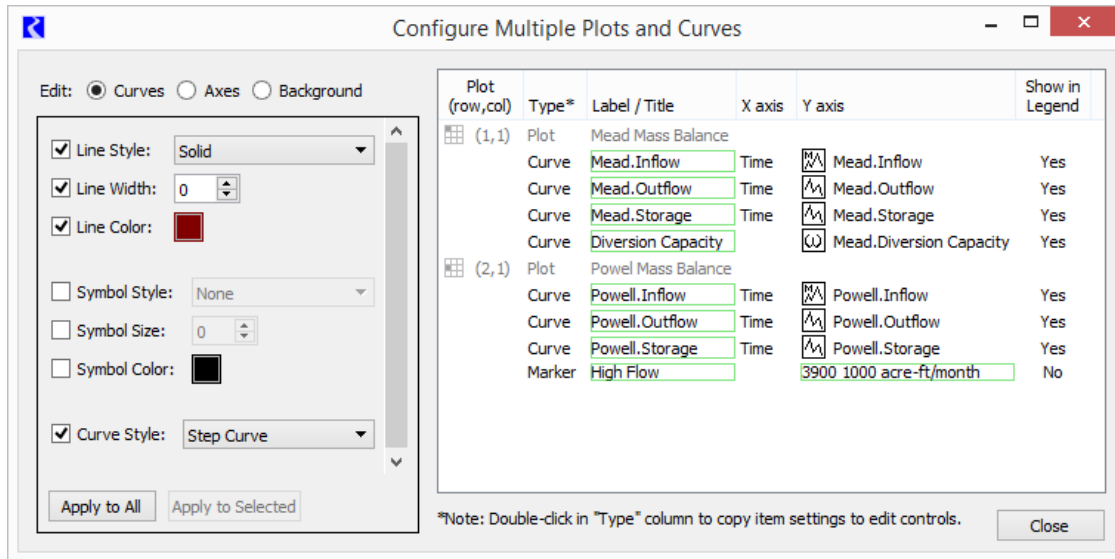 Configure Multiple Plots and Curves
Edit: Curves Axes Background
Line Style: Solid
Line Width: 0
Line Color:
Symbol Style: None
Symbol Size: 0
Symbol Color:
Curve Style: Step Curve
Apply to All Apply to Selected
Plot (row,col) Type* Label / Title X axis Y axis Show in Legend
(1,1) Plot Mead Mass Balance
Curve Mead.Inflow Time Mead.Inflow Yes
Curve Mead.Outflow Time Mead.Outflow Yes
Curve Mead.Storage Time Mead.Storage Yes
Curve Diversion Capacity Mead.Diversion Capacity Yes
(2,1) Plot Powel Mass Balance
Curve Powell.Inflow Time Powell.Inflow Yes
Curve Powell.Outflow Time Powell.Outflow Yes
Curve Powell.Storage Time Powell.Storage Yes
Marker High Flow 3900 1000 acre-ft/month No
*Note: Double-click in "Type" column to copy item settings to edit controls.
Close